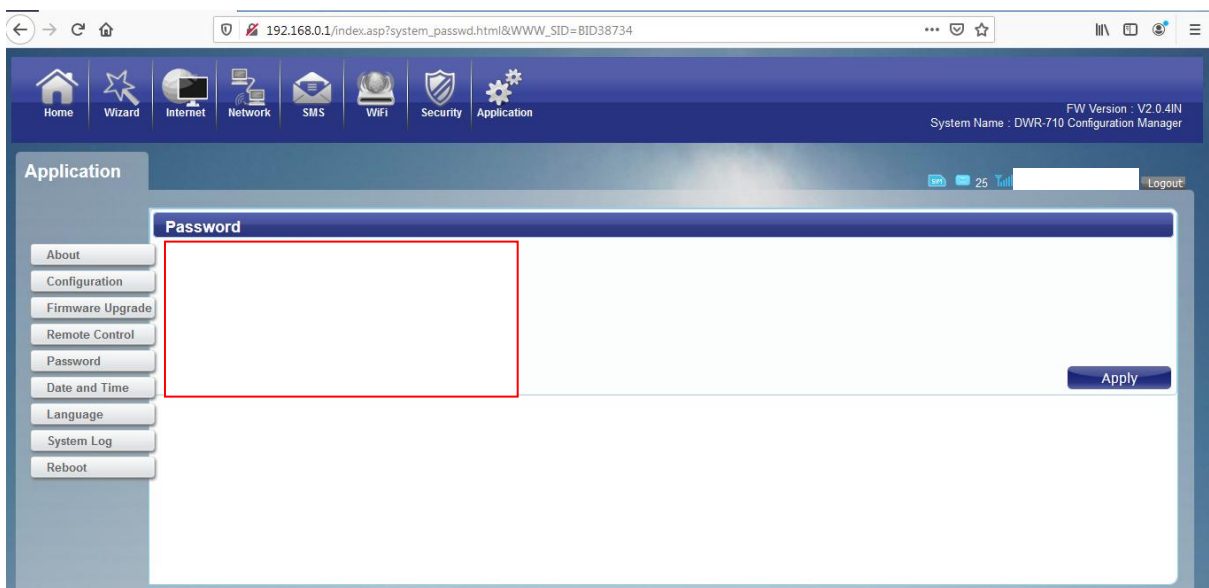 192.168.0.1/index.asp?system_passwd.html&WWW_SID=BID38734
Home Wizard Internet Network SMS WiFi Security Application
FW Version : V2.0.4IN
System Name : DWR-710 Configuration Manager
Application
SIM 25 Logout
Password
About
Configuration
Firmware Upgrade
Remote Control
Password
Date and Time
Apply
Language
System Log
Reboot